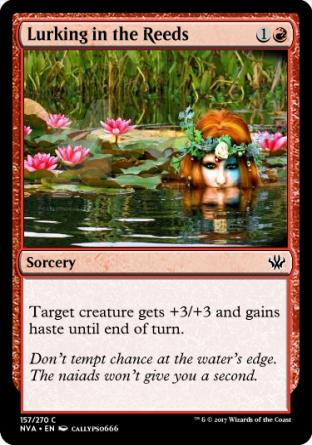 Lurking in the Reeds 1
Sorcery
Target creature gets +3/+3 and gains
haste until end of turn.
Don't tempt chance at the water's edge.
The naiads won't give you a second.
157/270 C
NVA • EN CALLYPSO666
™ & © 2017 Wizards of the Coast